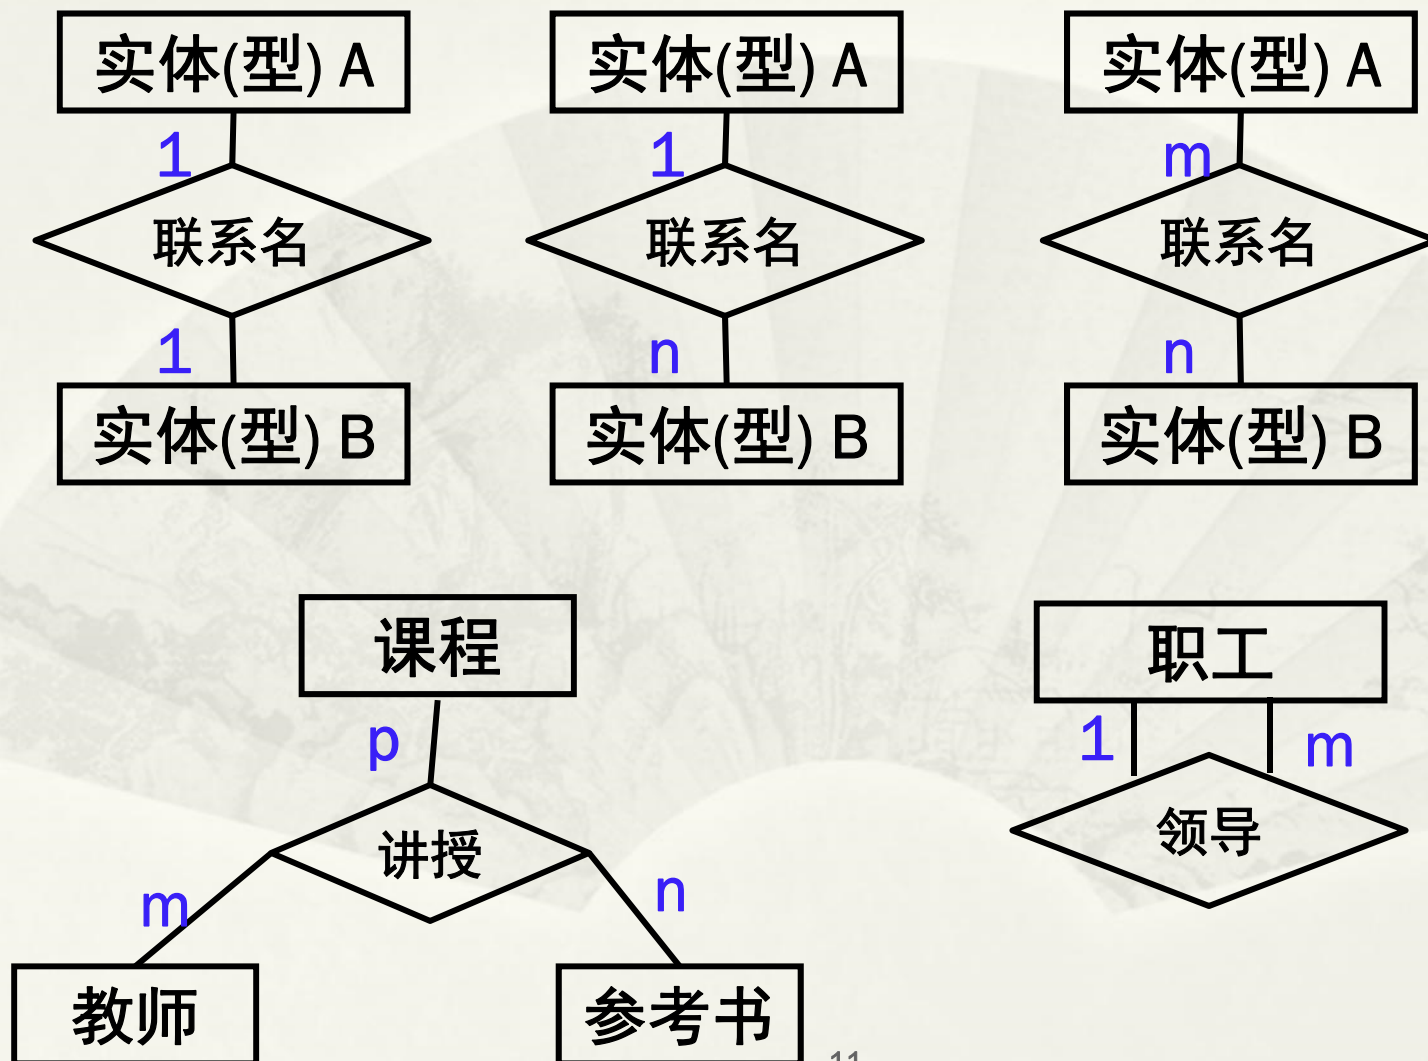 实体(型) A 实体(型) A 实体(型) A
1 1 m
联系名 联系名 联系名
1 n n
实体(型) B 实体(型) B 实体(型) B
课程 职工
p 1 m
讲授 领导
m n
教师 参考书
11